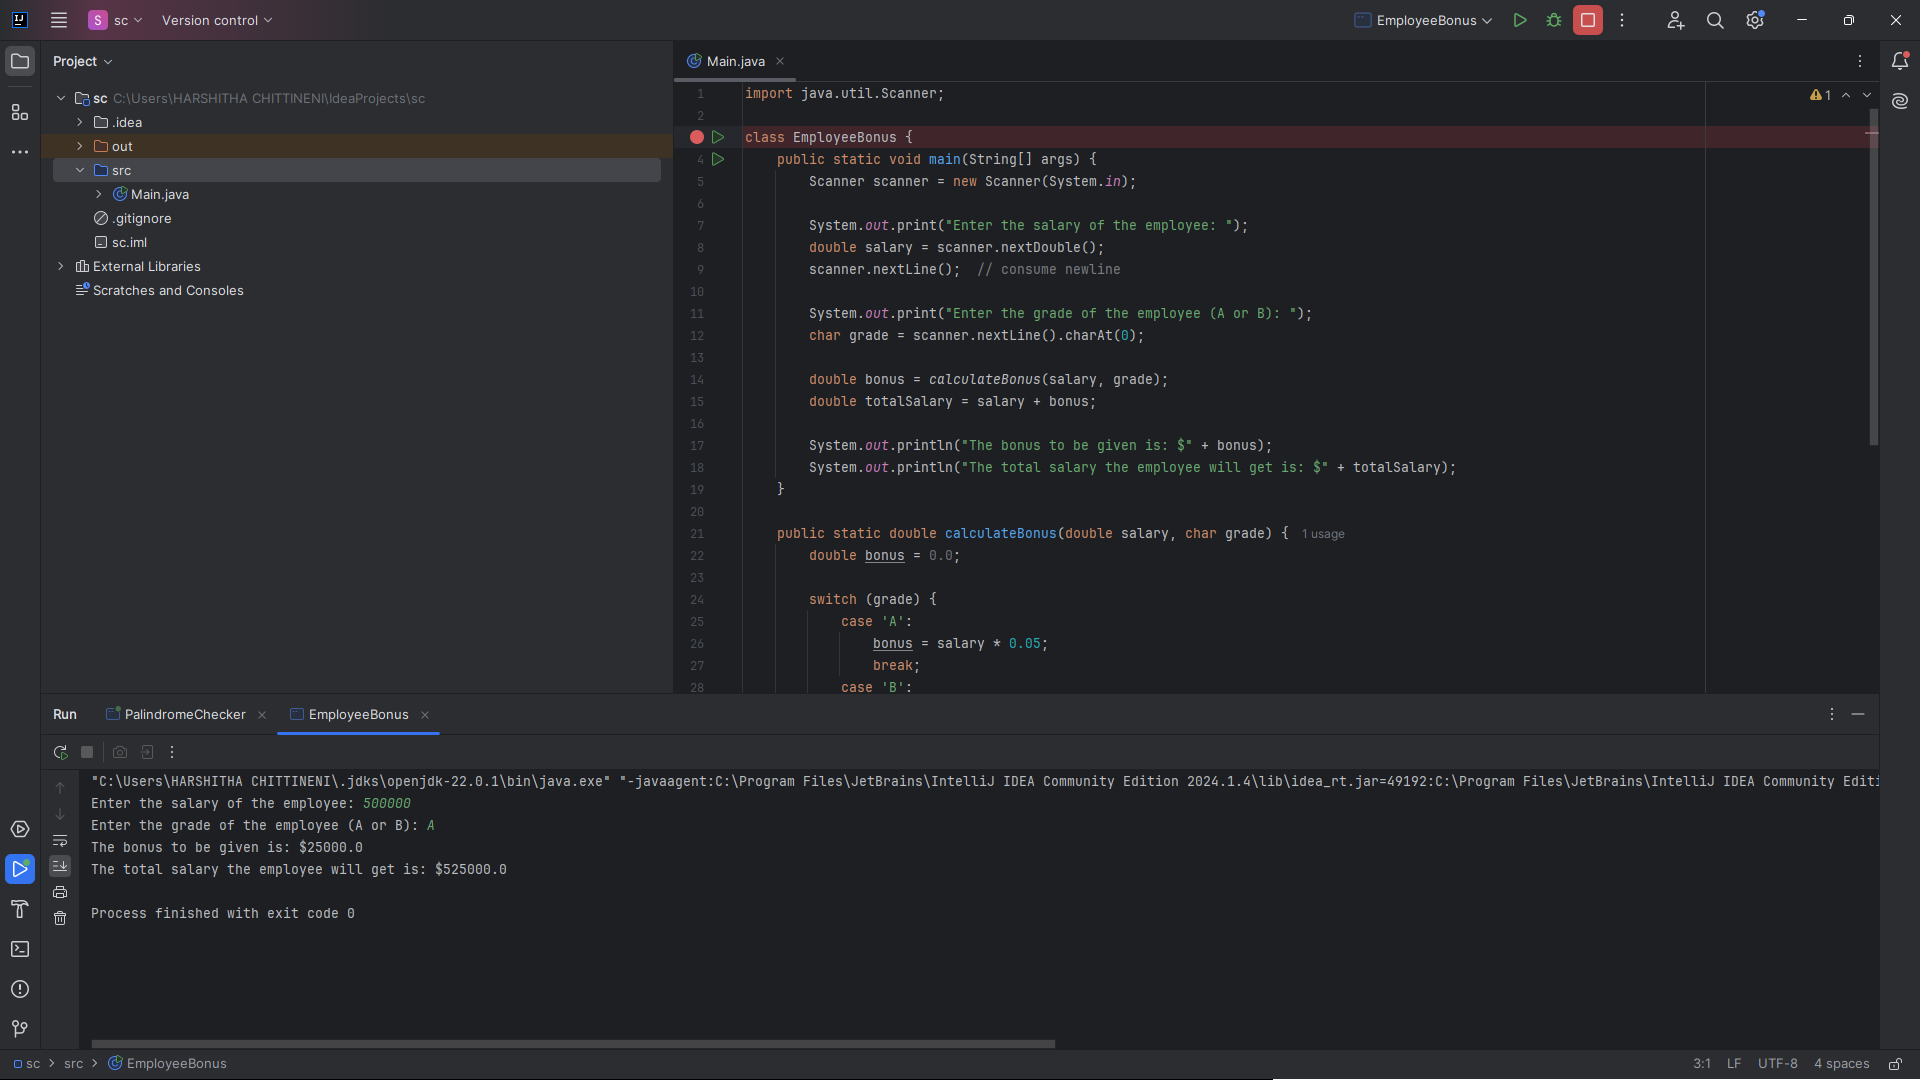 S sc Version control EmployeeBonus
Project Main.java
sc C:\Users\HARSHITHA CHITTINENI\IdeaProjects\sc
.idea
out
src
Main.java
.gitignore
sc.iml
External Libraries
Scratches and Consoles
1
1 import java.util.Scanner;
2
class EmployeeBonus {
4 public static void main(String[] args) {
5 Scanner scanner = new Scanner(System.in);
6
7 System.out.print("Enter the salary of the employee: ");
8 double salary = scanner.nextDouble();
9 scanner.nextLine(); // consume newline
10
11 System.out.print("Enter the grade of the employee (A or B): ");
12 char grade = scanner.nextLine().charAt(0);
13
14 double bonus = calculateBonus(salary, grade);
15 double totalSalary = salary + bonus;
16
17 System.out.println("The bonus to be given is: $" + bonus);
18 System.out.println("The total salary the employee will get is: $" + totalSalary);
19 }
20
21 public static double calculateBonus(double salary, char grade) { 1 usage
22 double bonus = 0.0;
23
24 switch (grade) {
25 case 'A':
26 bonus = salary * 0.05;
27 break;
28 case 'B':
Run PalindromeChecker EmployeeBonus
"C:\Users\HARSHITHA CHITTINENI\.jdks\openjdk-22.0.1\bin\java.exe" "-javaagent:C:\Program Files\JetBrains\IntelliJ IDEA Community Edition 2024.1.4\lib\idea_rt.jar=49192:C:\Program Files\JetBrains\IntelliJ IDEA Community Editi
Enter the salary of the employee: 500000
Enter the grade of the employee (A or B): A
The bonus to be given is: $25000.0
The total salary the employee will get is: $525000.0
Process finished with exit code 0
sc > src > EmployeeBonus 3:1 LF UTF-8 4 spaces